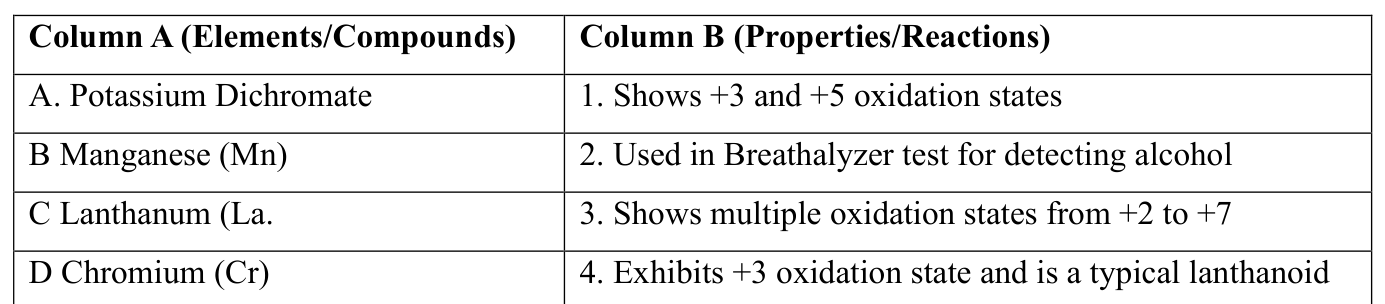 Column A (Elements/Compounds) Column B (Properties/Reactions)
A. Potassium Dichromate 1. Shows +3 and +5 oxidation states
B Manganese (Mn) 2. Used in Breathalyzer test for detecting alcohol
C Lanthanum (La. 3. Shows multiple oxidation states from +2 to +7
D Chromium (Cr) 4. Exhibits +3 oxidation state and is a typical lanthanoid